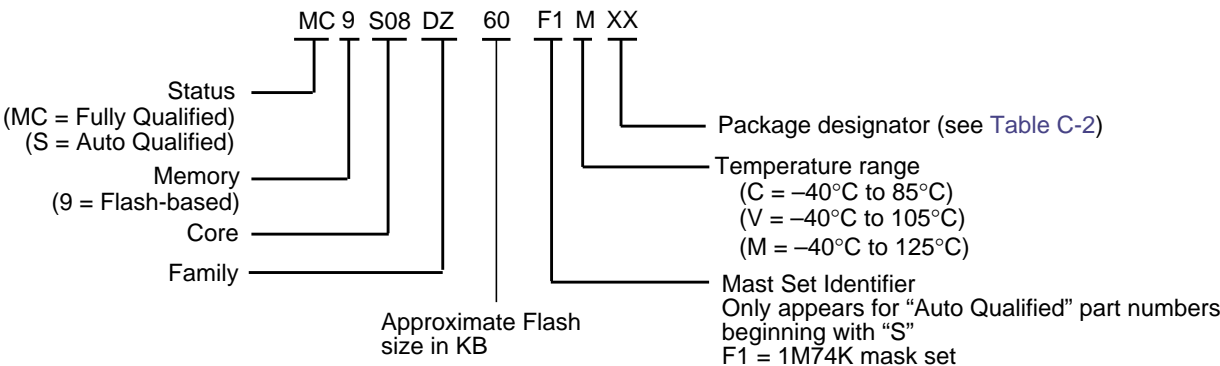 MC 9 S08 DZ 60 F1 M XX
Status
(MC = Fully Qualified)
(S = Auto Qualified)
Memory
(9 = Flash-based)
Core
Family
Approximate Flash
size in KB
Package designator (see Table C-2)
Temperature range
(C = –40°C to 85°C)
(V = –40°C to 105°C)
(M = –40°C to 125°C)
Mast Set Identifier
Only appears for “Auto Qualified” part numbers
beginning with “S”
F1 = 1M74K mask set